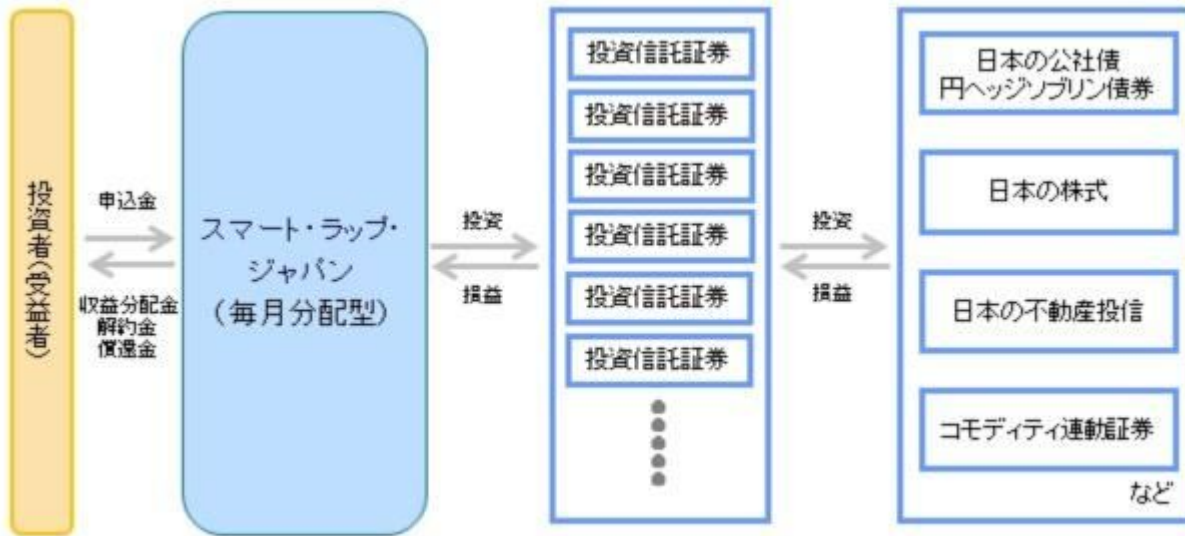 投資者(受益者)
申込金
収益分配金
解約金
償還金
スマート・ラップ・
ジャパン
(毎月分配型)
投資
損益
投資信託証券
投資信託証券
投資信託証券
投資信託証券
投資信託証券
投資信託証券
投資
損益
日本の公社債
円ヘッジソブリン債券
日本の株式
日本の不動産投信
コモディティ連動証券
など